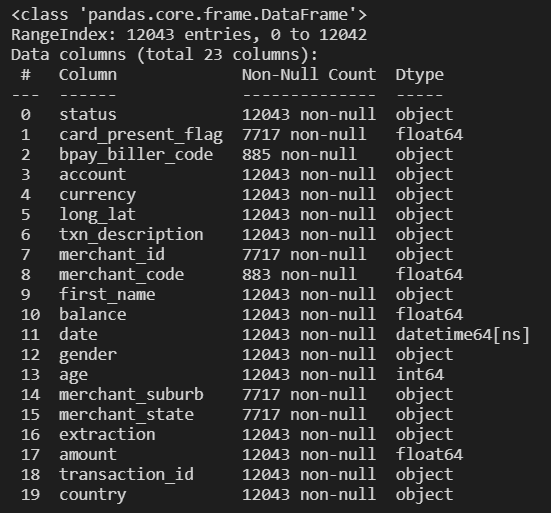 <class 'pandas.core.frame.DataFrame'>
RangeIndex: 12043 entries, 0 to 12042
Data columns (total 23 columns):
 #   Column            Non-Null Count  Dtype
---  ------            --------------  -----
 0   status            12043 non-null  object
 1   card_present_flag  7717 non-null   float64
 2   bpay_biller_code  885 non-null    object
 3   account           12043 non-null  object
 4   currency          12043 non-null  object
 5   long_lat          12043 non-null  object
 6   txn_description   12043 non-null  object
 7   merchant_id       7717 non-null   object
 8   merchant_code     883 non-null    float64
 9   first_name        12043 non-null  object
 10  balance           12043 non-null  float64
 11  date              12043 non-null  datetime64[ns]
 12  gender            12043 non-null  object
 13  age               12043 non-null  int64
 14  merchant_suburb   7717 non-null   object
 15  merchant_state    7717 non-null   object
 16  extraction        12043 non-null  object
 17  amount            12043 non-null  float64
 18  transaction_id    12043 non-null  object
 19  country           12043 non-null  object